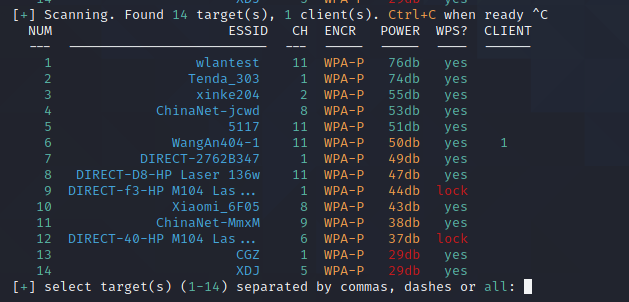 [+] Scanning. Found 14 target(s), 1 client(s). Ctrl+C when ready ^C
NUM ESSID CH ENCR POWER WPS? CLIENT
--- ------------------------- --- ----- ----- ---- ------
1 wlantest 11 WPA-P 76db yes
2 Tenda_303 1 WPA-P 74db yes
3 xinke204 2 WPA-P 55db yes
4 ChinaNet-jcwd 8 WPA-P 53db yes
5 5117 11 WPA-P 51db yes
6 WangAn404-1 11 WPA-P 50db yes 1
7 DIRECT-2762B347 1 WPA-P 49db yes
8 DIRECT-D8-HP Laser 136w 11 WPA-P 47db yes
9 DIRECT-f3-HP M104 Las... 1 WPA-P 44db lock
10 Xiaomi_6F05 8 WPA-P 43db yes
11 ChinaNet-MmxM 9 WPA-P 38db yes
12 DIRECT-40-HP M104 Las... 6 WPA-P 37db lock
13 CGZ 1 WPA-P 29db yes
14 XDJ 5 WPA-P 29db yes
[+] select target(s) (1-14) separated by commas, dashes or all: